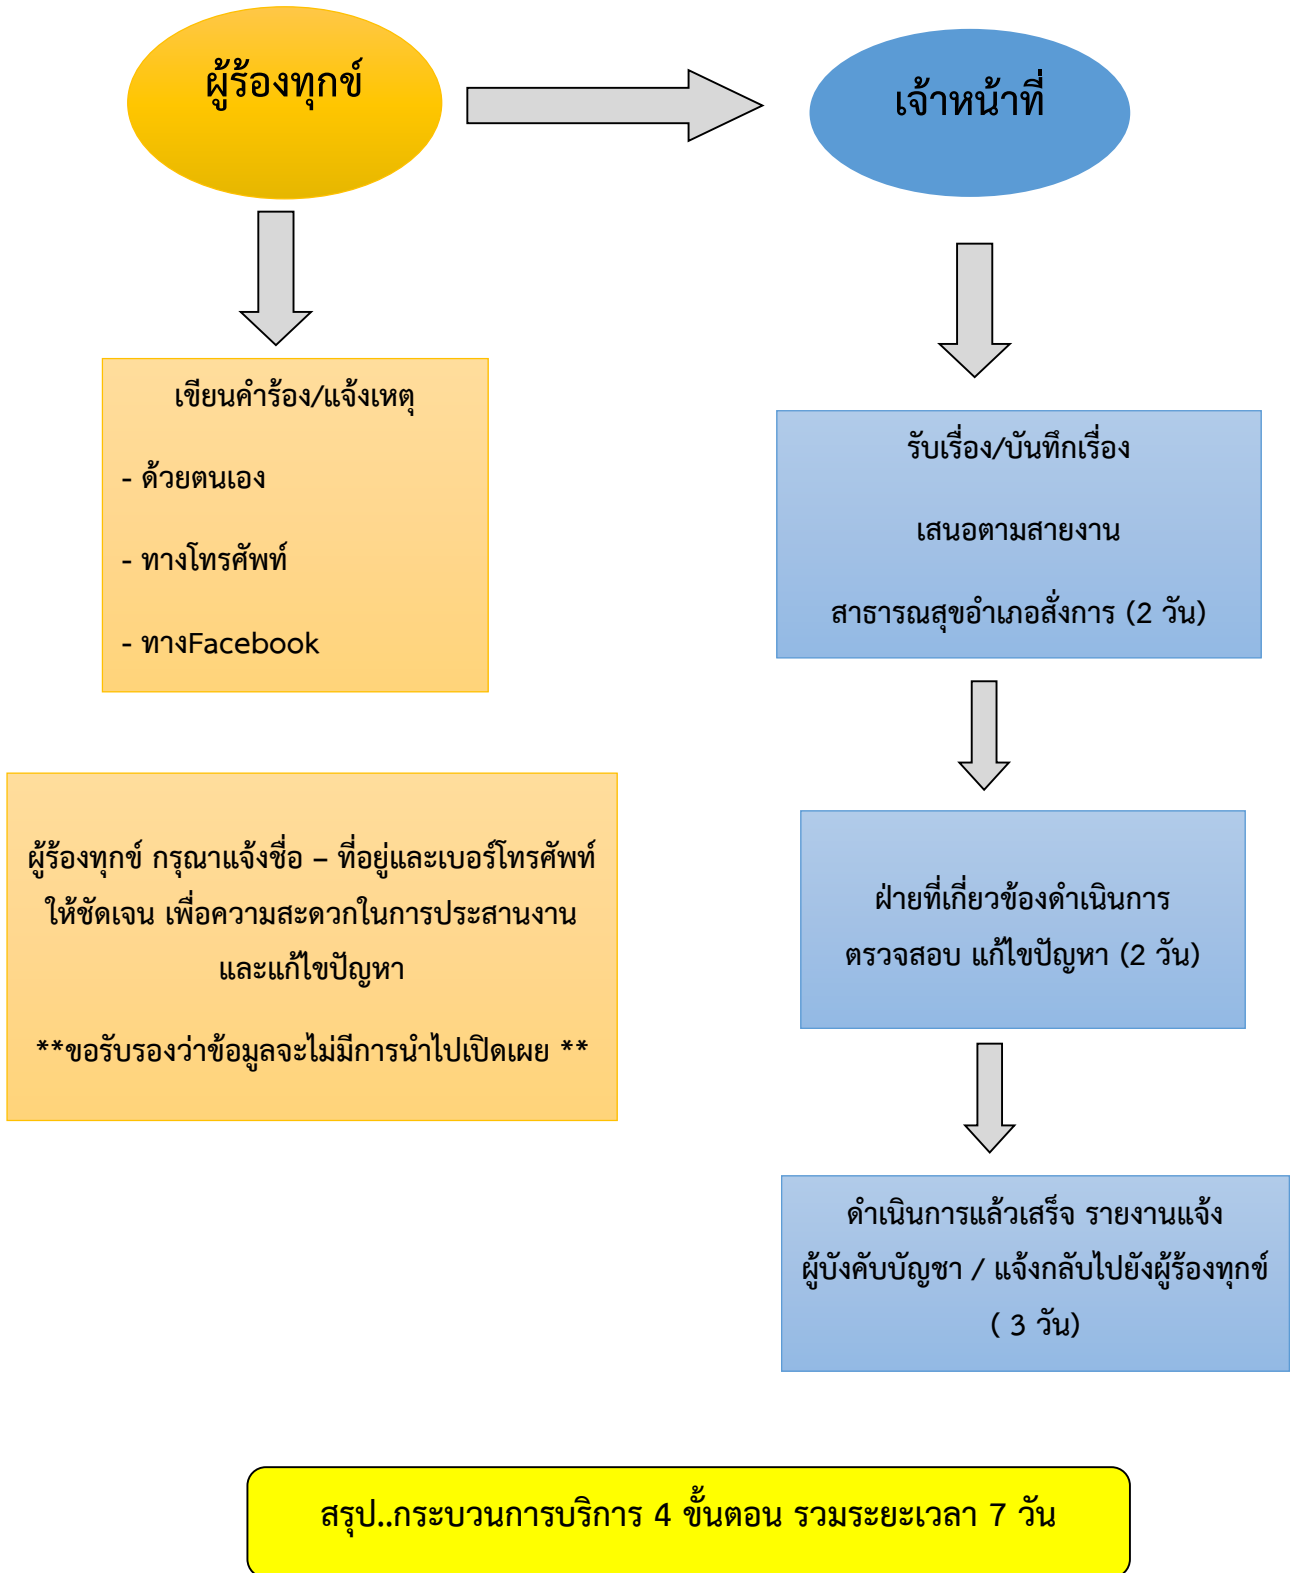 ผู้ร้องทุกข์
เจ้าหน้าที่
เขียนคำร้อง/แจ้งเหตุ
- ด้วยตนเอง
- ทางโทรศัพท์
- ทางFacebook
รับเรื่อง/บันทึกเรื่อง
เสนอตามสายงาน
สาธารณสุขอำเภอสั่งการ (2 วัน)
ผู้ร้องทุกข์ กรุณาแจ้งชื่อ – ที่อยู่และเบอร์โทรศัพท์
ให้ชัดเจน เพื่อความสะดวกในการประสานงาน
และแก้ไขปัญหา
**ขอรับรองว่าข้อมูลจะไม่มีการนำไปเปิดเผย **
ฝ่ายที่เกี่ยวข้องดำเนินการ
ตรวจสอบ แก้ไขปัญหา (2 วัน)
ดำเนินการแล้วเสร็จ รายงานแจ้ง
ผู้บังคับบัญชา / แจ้งกลับไปยังผู้ร้องทุกข์
( 3 วัน)
สรุป..กระบวนการบริการ 4 ขั้นตอน รวมระยะเวลา 7 วัน